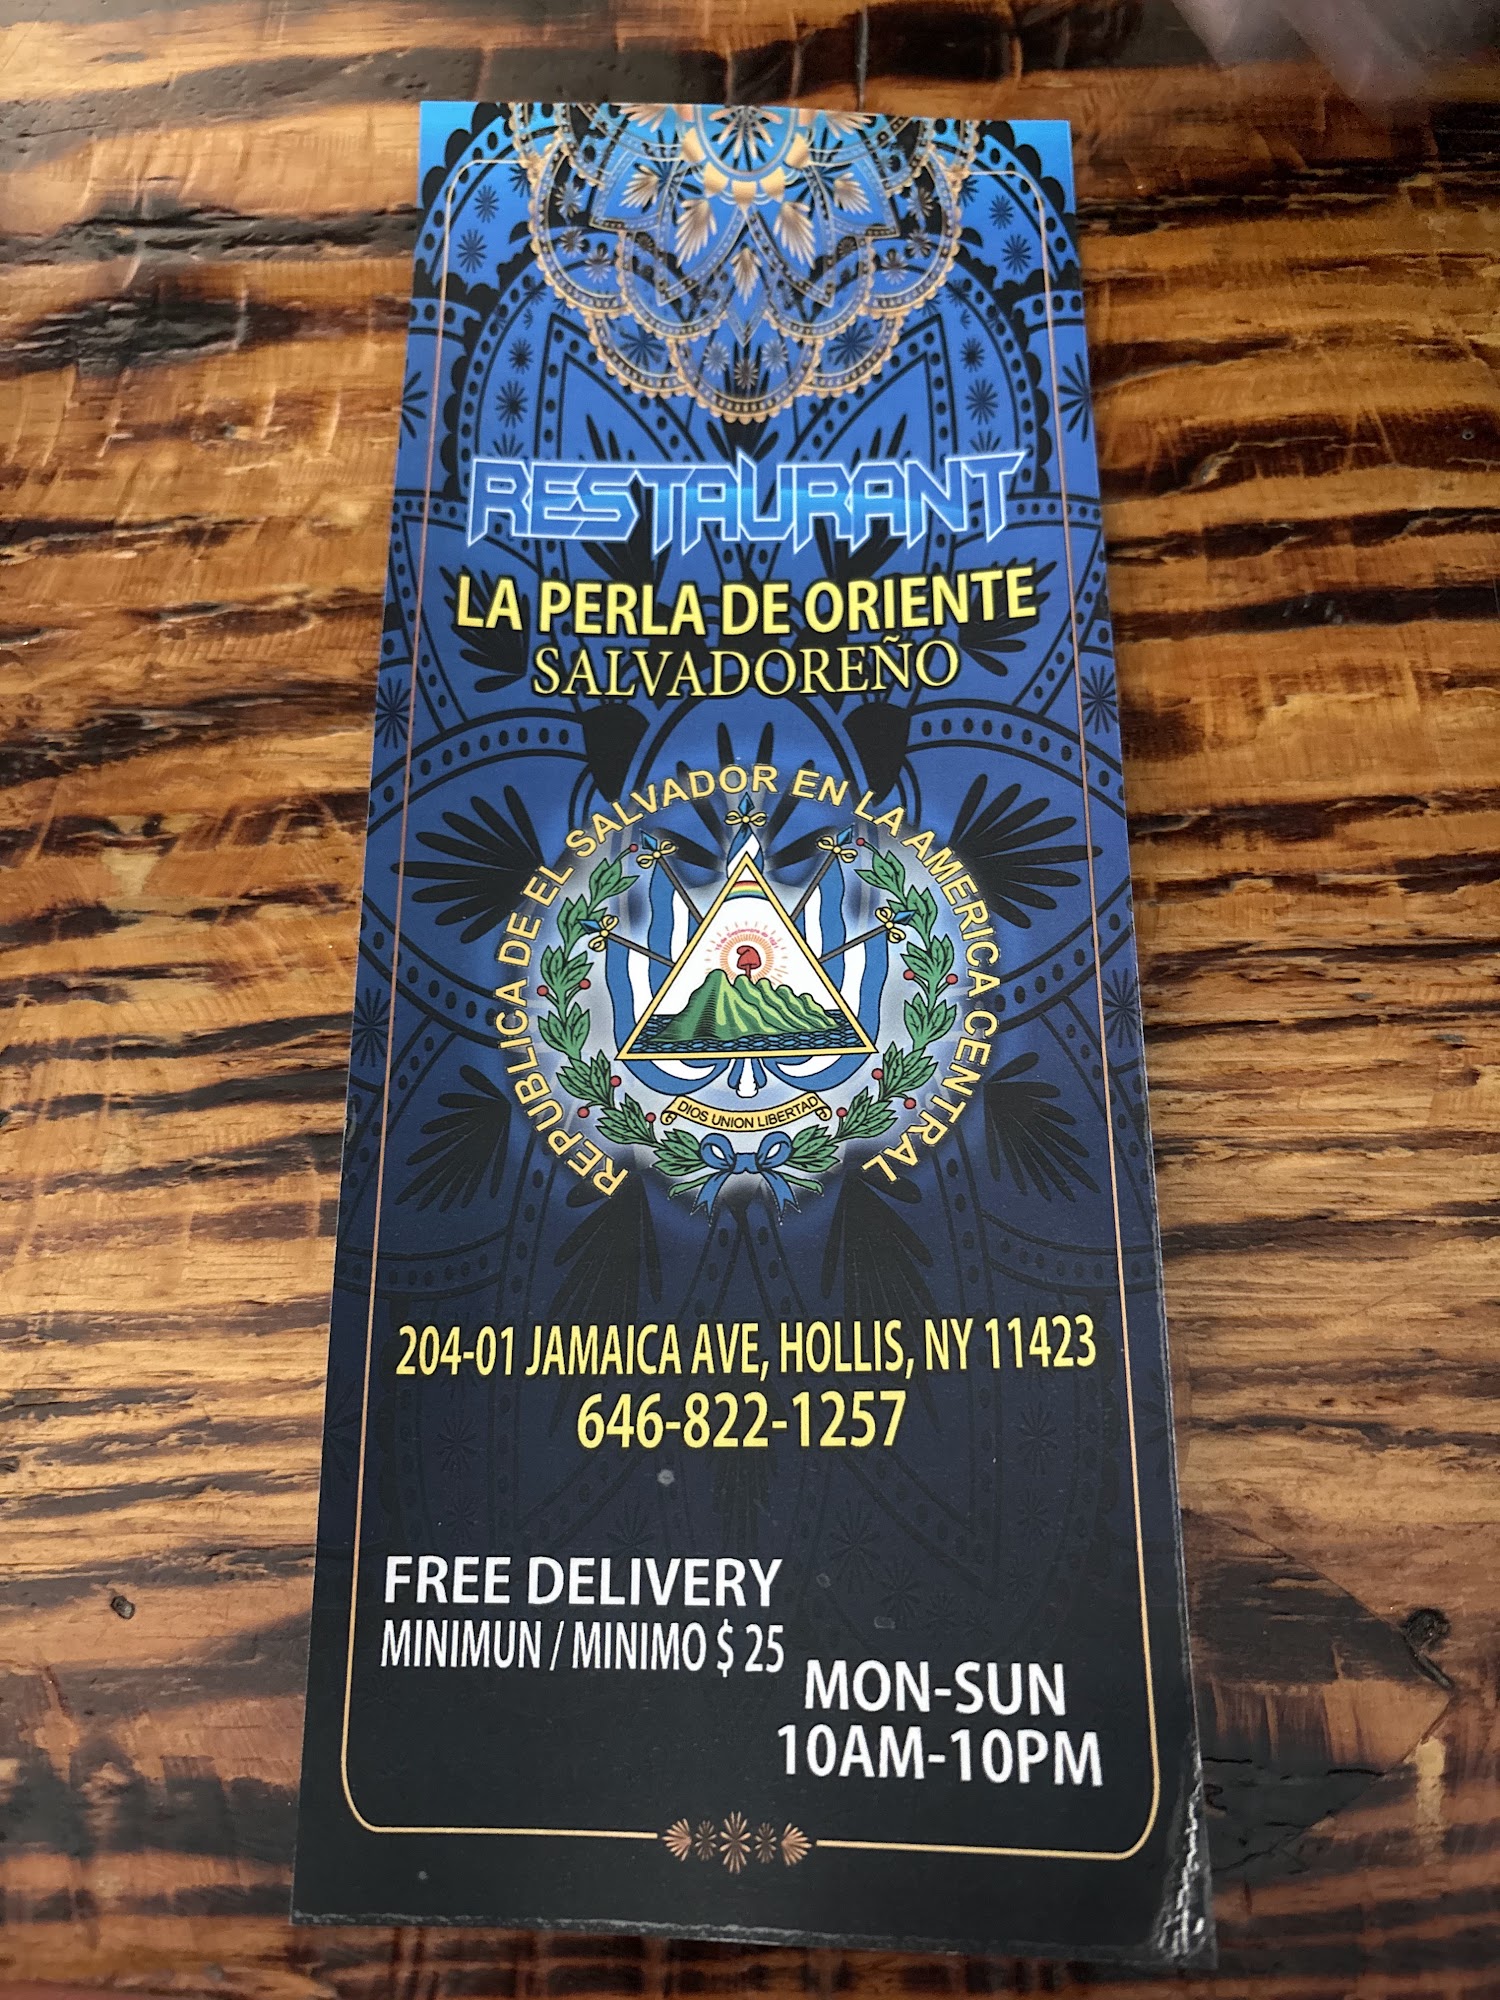 RESTAURANT
LA PERLA DE ORIENTE
SALVADOREÑO
REPUBLICA DE EL SALVADOR EN LA AMERICA CENTRAL
DIOS UNION LIBERTAD
204-01 JAMAICA AVE, HOLLIS, NY 11423
646-822-1257
FREE DELIVERY
MINIMUN / MINIMO $ 25
MON-SUN
10AM-10PM